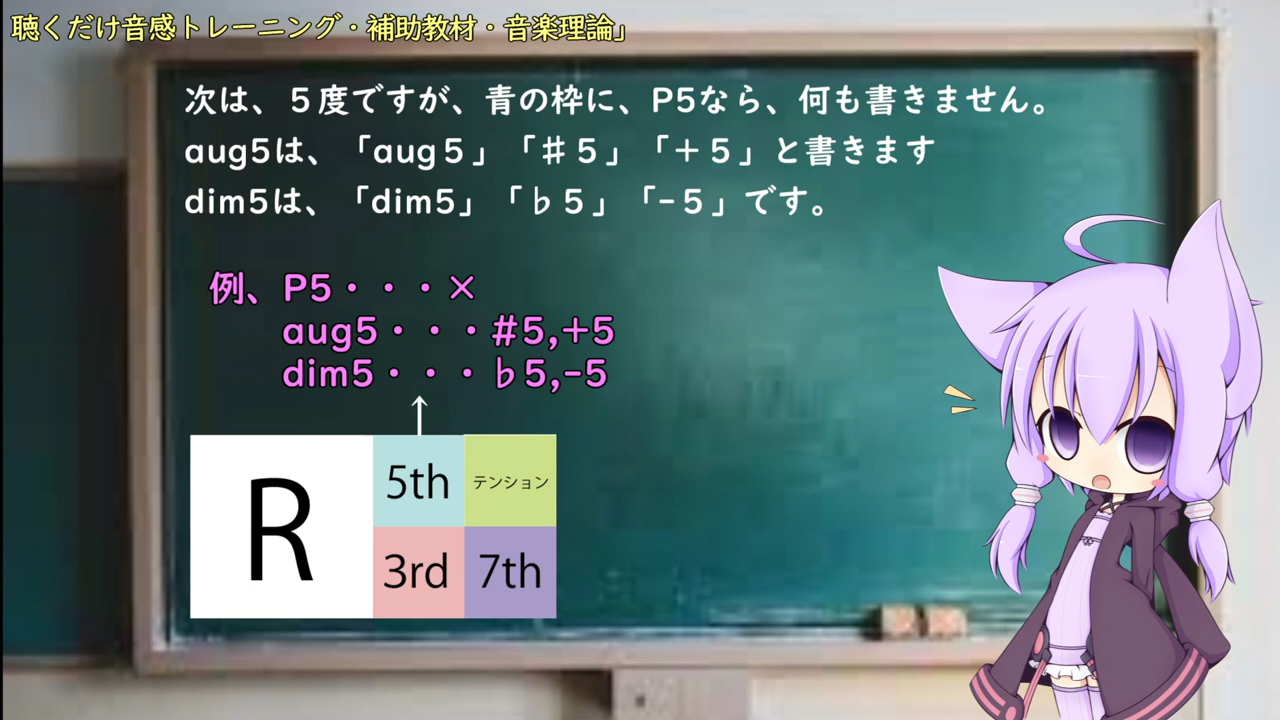 聴くだけ音感トレーニング・補助教材・音楽理論」
次は、５度ですが、青の枠に、P5なら、何も書きません。
aug5は、「aug５」「♯５」「＋５」と書きます
dim5は、「dim5」「♭５」「-５」です。
例、P5・・・×
aug5・・・#5,+5
dim5・・・♭5,-5
↑
R
5th
テンション
3rd
7th